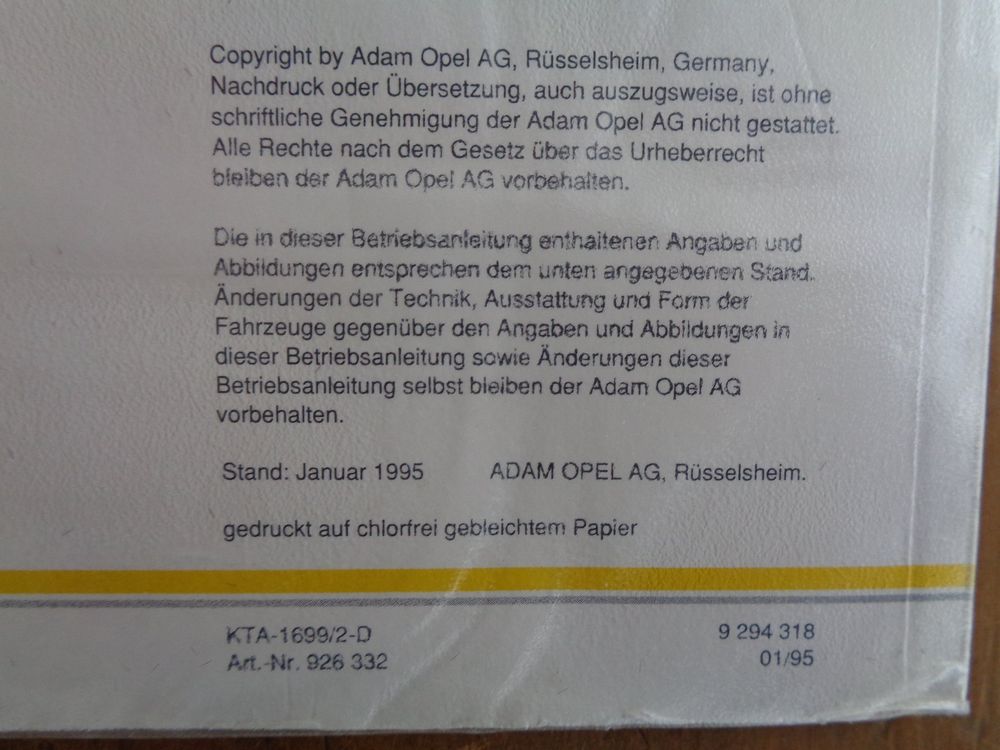 Copyright by Adam Opel AG, Rüsselsheim, Germany,
Nachdruck oder Übersetzung, auch auszugsweise, ist ohne
schriftliche Genehmigung der Adam Opel AG nicht gestattet.
Alle Rechte nach dem Gesetz über das Urheberrecht
bleiben der Adam Opel AG vorbehalten.
Die in dieser Betriebsanleitung enthaltenen Angaben und
Abbildungen entsprechen dem unten angegebenen Stand.
Änderungen der Technik, Ausstattung und Form der
Fahrzeuge gegenüber den Angaben und Abbildungen in
dieser Betriebsanleitung sowie Änderungen dieser
Betriebsanleitung selbst bleiben der Adam Opel AG
vorbehalten.
Stand: Januar 1995 ADAM OPEL AG, Rüsselsheim.
gedruckt auf chlorfrei gebleichtem Papier
KTA-1699/2-D 9 294 318
Art.-Nr. 926 332 01/95